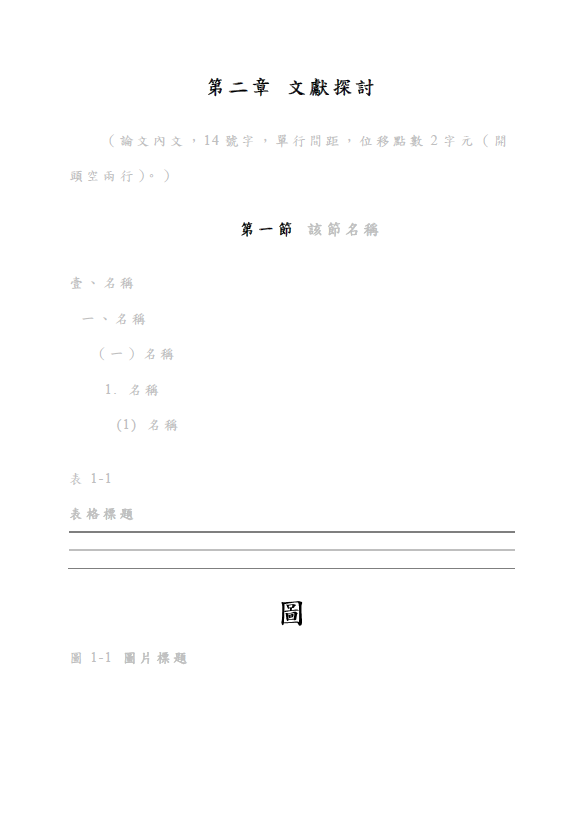 第二章 文獻探討
（論文內文，14 號字，單行間距，位移點數 2 字元（開
頭空兩行）。）
第一節 該節名稱
壹、名稱
一、名稱
（一）名稱
1. 名稱
(1) 名稱
表 1-1
表格標題
圖
圖 1-1 圖片標題